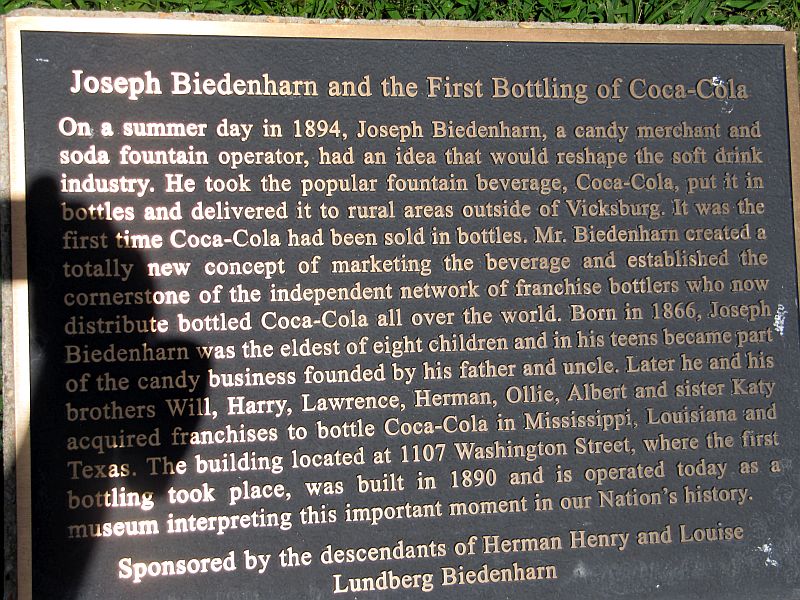 Joseph Biedenharn and the First Bottling of Coca-Cola
On a summer day in 1894, Joseph Biedenharn, a candy merchant and
soda fountain operator, had an idea that would reshape the soft drink
industry. He took the popular fountain beverage, Coca-Cola, put it in
bottles and delivered it to rural areas outside of Vicksburg. It was the
first time Coca-Cola had been sold in bottles. Mr. Biedenharn created a
totally new concept of marketing the beverage and established the
cornerstone of the independent network of franchise bottlers who now
distribute bottled Coca-Cola all over the world. Born in 1866, Joseph
Biedenharn was the eldest of eight children and in his teens became part
of the candy business founded by his father and uncle. Later he and his
brothers Will, Harry, Lawrence, Herman, Ollie, Albert and sister Katy
acquired franchises to bottle Coca-Cola in Mississippi, Louisiana and
Texas. The building located at 1107 Washington Street, where the first
bottling took place, was built in 1890 and is operated today as a
museum interpreting this important moment in our Nation's history.
Sponsored by the descendants of Herman Henry and Louise
Lundberg Biedenharn